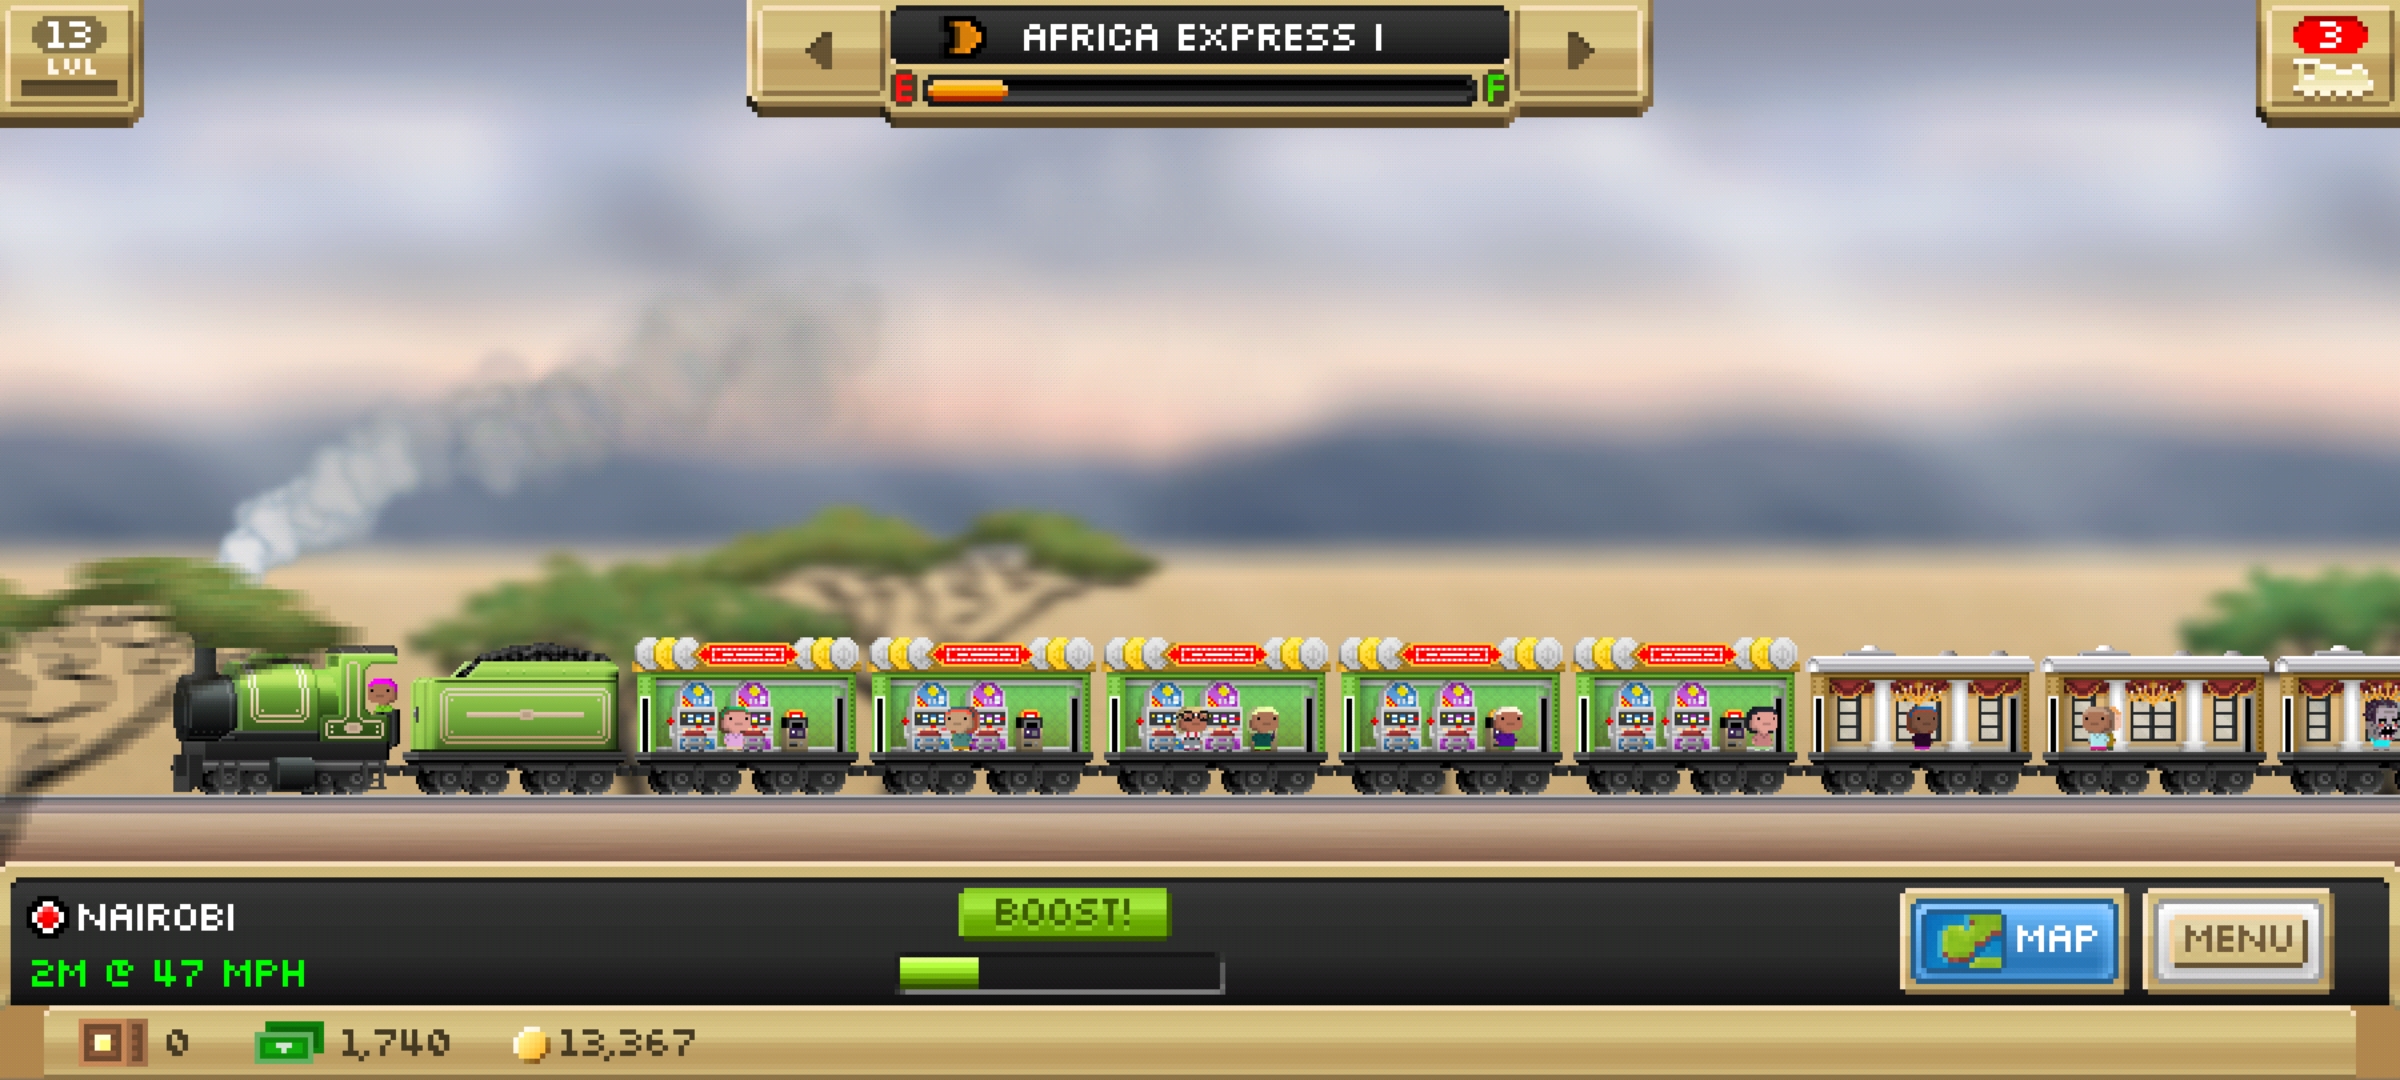 13
LVL
AFRICA EXPRESS I
E F
3
NAIROBI
2M @ 47 MPH
BOOST!
MAP
MENU
0
1,740
13,367